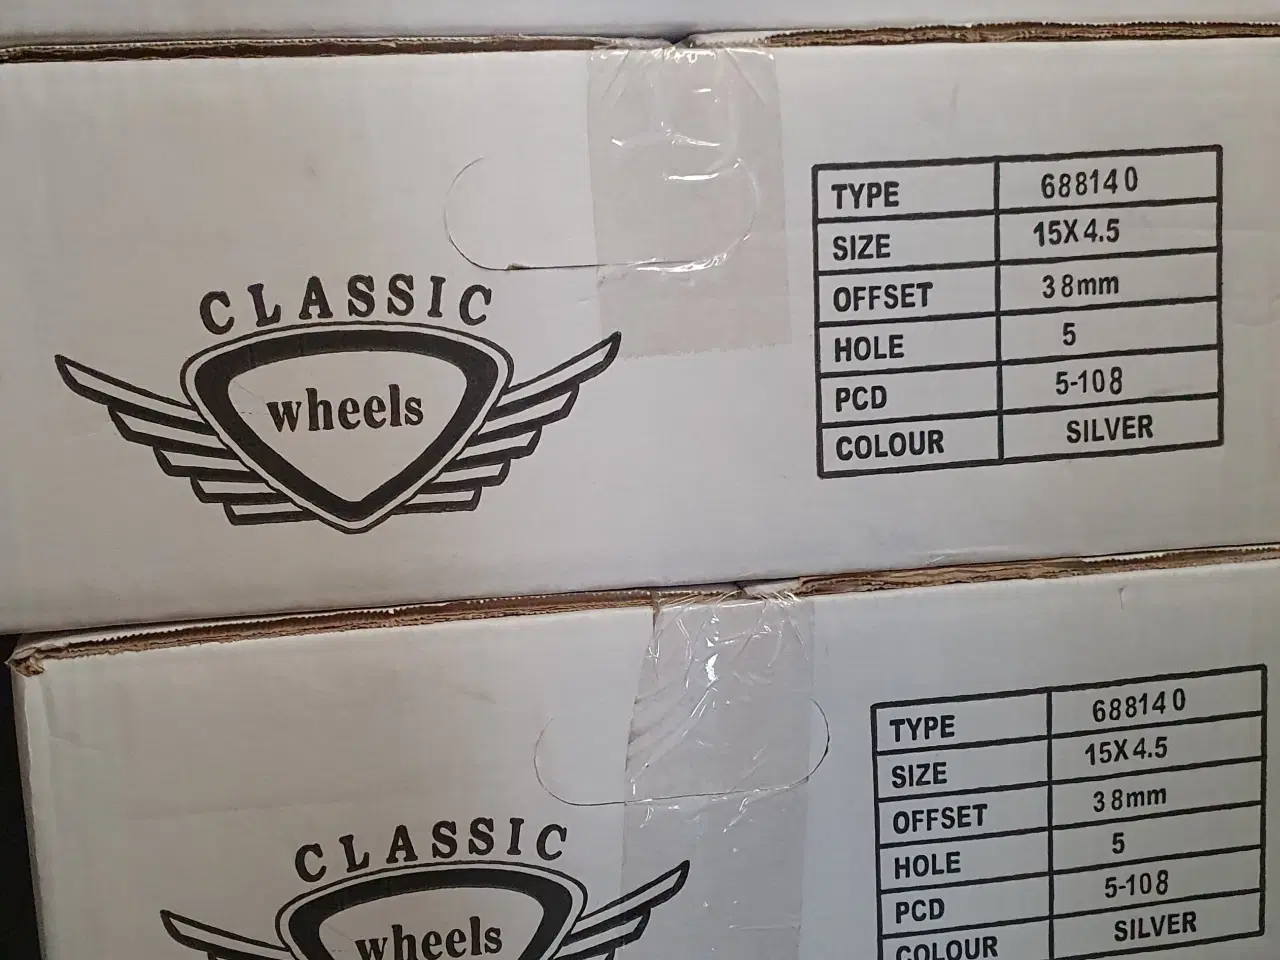 CLASSIC
wheels
TYPE 688140
SIZE 15X4.5
OFFSET 38mm
HOLE 5
PCD 5-108
COLOUR SILVER
CLASSIC
wheels
TYPE 688140
SIZE 15X4.5
OFFSET 38mm
HOLE 5
PCD 5-108
COLOUR SILVER